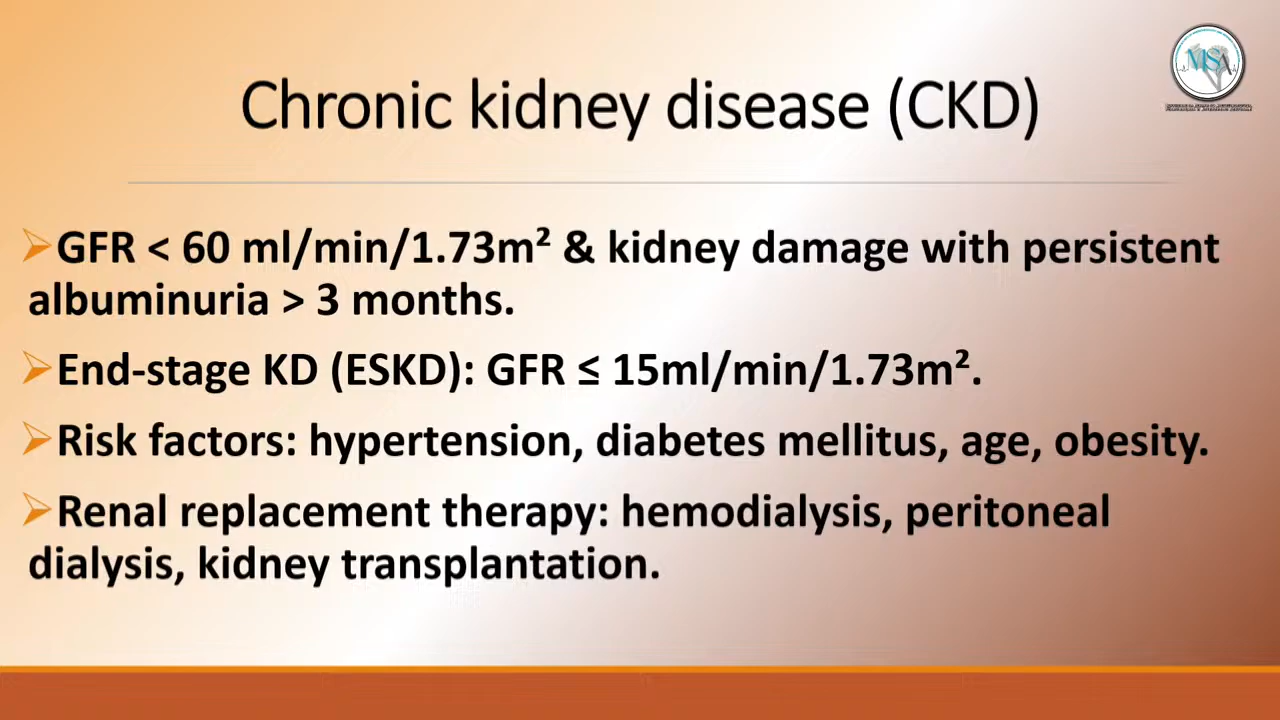 MSA
Chronic kidney disease (CKD)
➢GFR < 60 ml/min/1.73m² & kidney damage with persistent
albuminuria > 3 months.
➢End-stage KD (ESKD): GFR ≤ 15ml/min/1.73m².
➢Risk factors: hypertension, diabetes mellitus, age, obesity.
➢Renal replacement therapy: hemodialysis, peritoneal
dialysis, kidney transplantation.